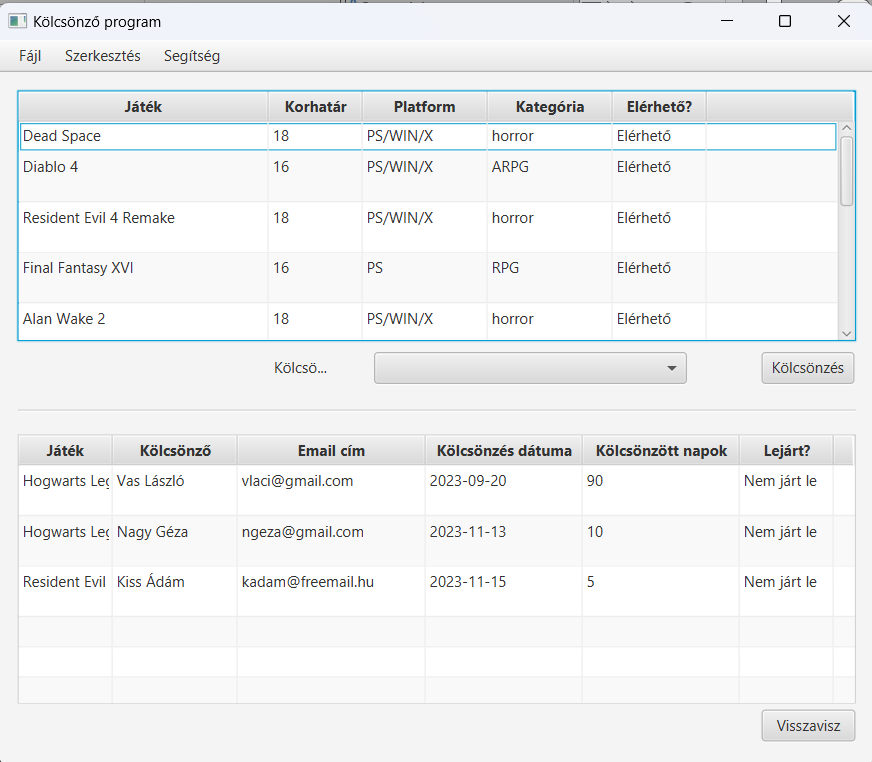 Kölcsönző program
Fájl Szerkesztés Segítség
Játék Korhatár Platform Kategória Elérhető?
Dead Space 18 PS/WIN/X horror Elérhető
Diablo 4 16 PS/WIN/X ARPG Elérhető
Resident Evil 4 Remake 18 PS/WIN/X horror Elérhető
Final Fantasy XVI 16 PS RPG Elérhető
Alan Wake 2 18 PS/WIN/X horror Elérhető
Kölcsö... Kölcsönzés
Játék Kölcsönző Email cím Kölcsönzés dátuma Kölcsönzött napok Lejárt?
Hogwarts Leg Vas László vlaci@gmail.com 2023-09-20 90 Nem járt le
Hogwarts Leg Nagy Géza ngeza@gmail.com 2023-11-13 10 Nem járt le
Resident Evil Kiss Ádám kadam@freemail.hu 2023-11-15 5 Nem járt le
Visszavisz